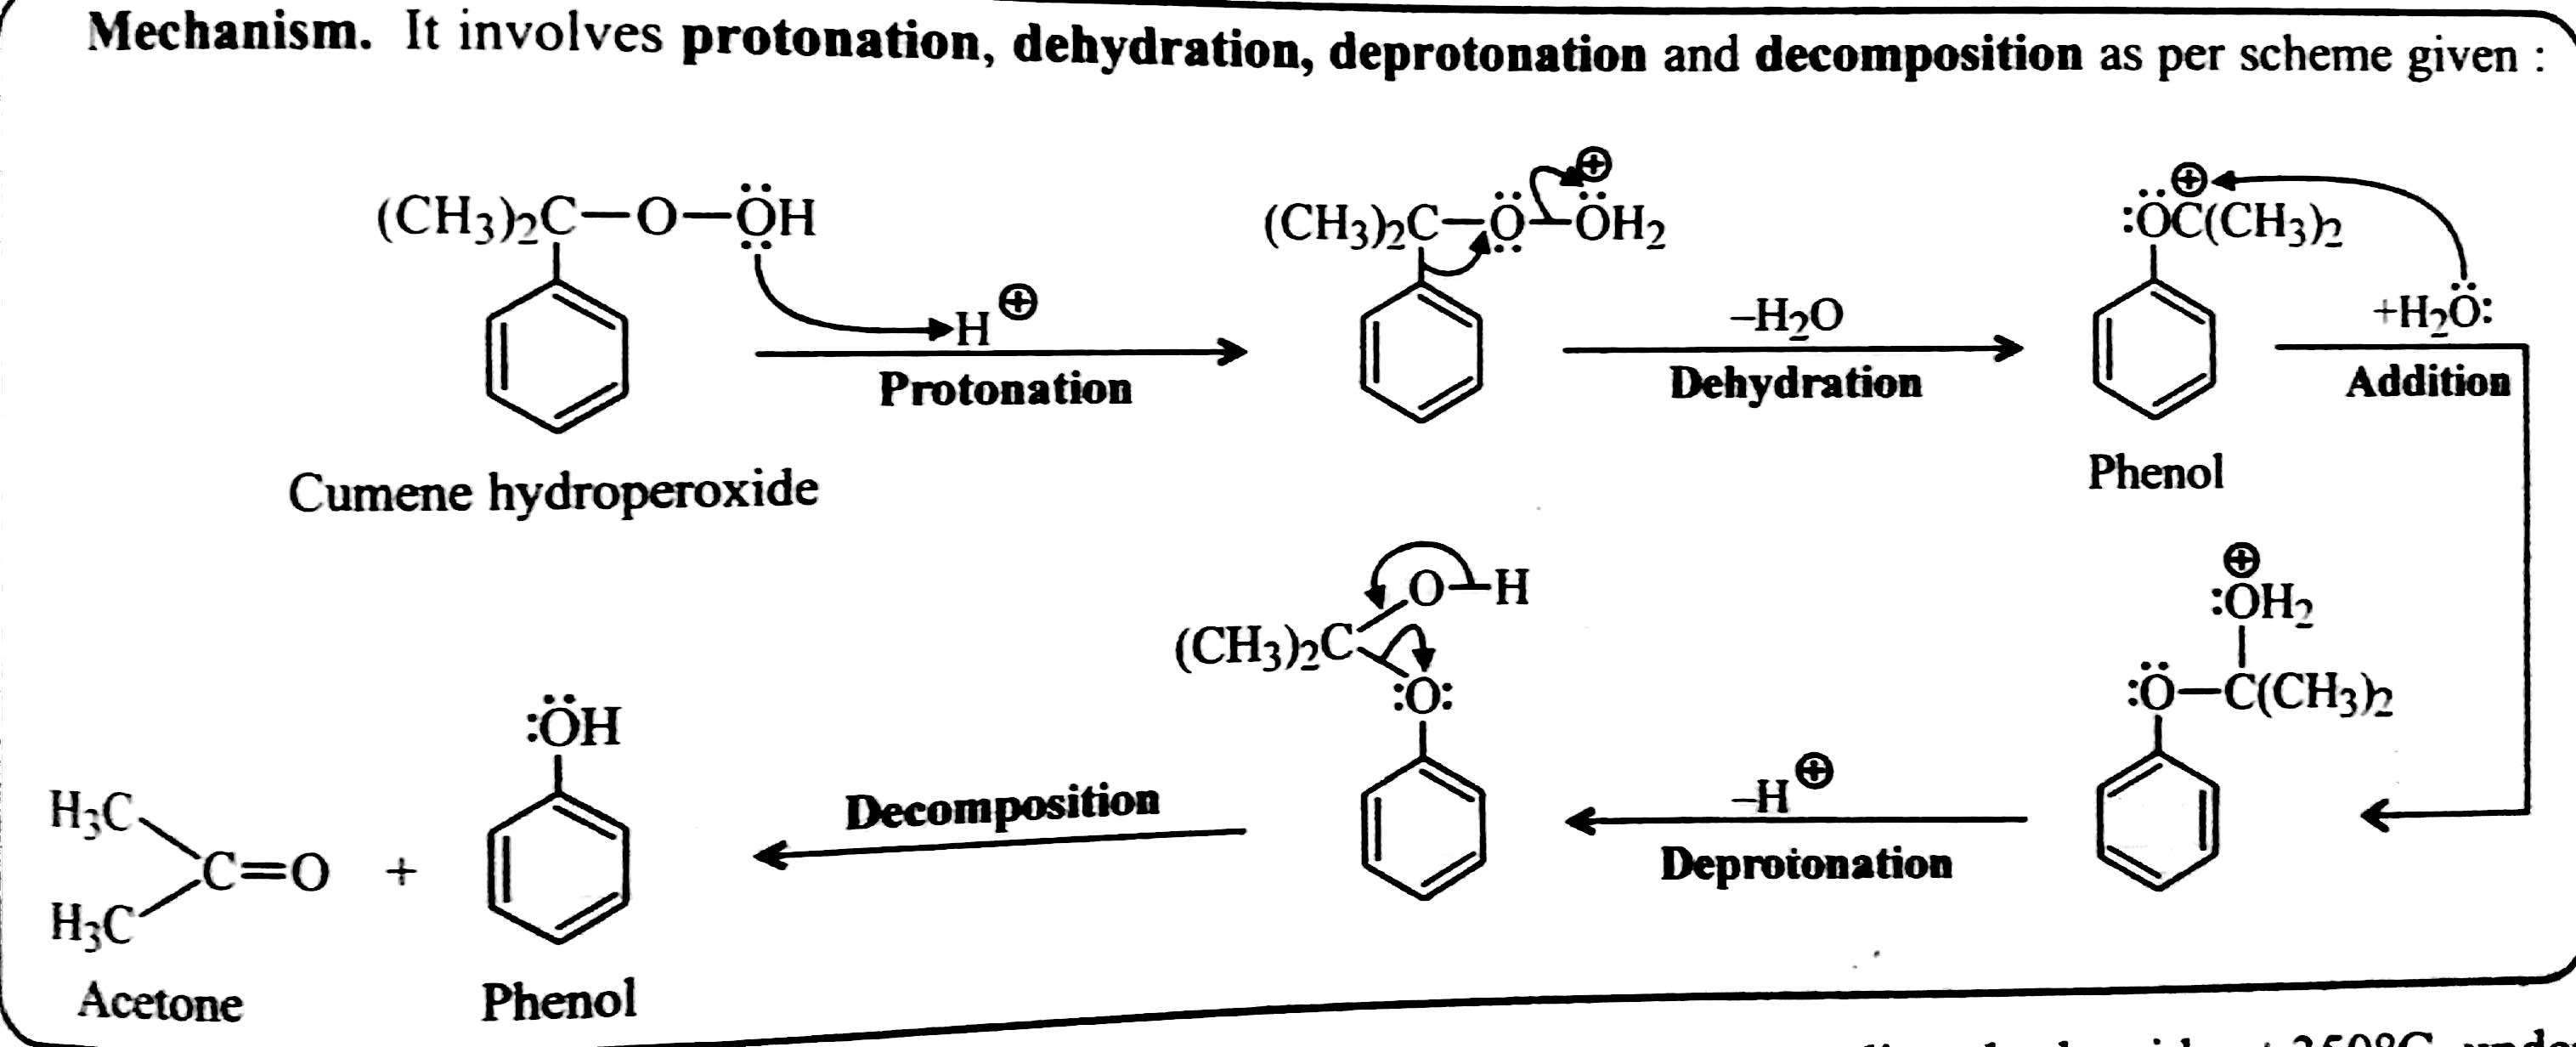 Mechanism. It involves protonation, dehydration, deprotonation and decomposition as per scheme given :
(CH3)2C—O—ÖH
H⊕
Protonation
Cumene hydroperoxide
⊕
(CH3)2C—Ö—ÖH2
–H2O
Dehydration
⊕
:ÖC(CH3)2
Phenol
+H2Ö:
Addition
⊕
:OH2
:Ö—C(CH3)2
–H⊕
Deprotonation
O—H
(CH3)2C
:O:
Decomposition
:ÖH
H3C
C=O +
H3C
Acetone
Phenol
350°C